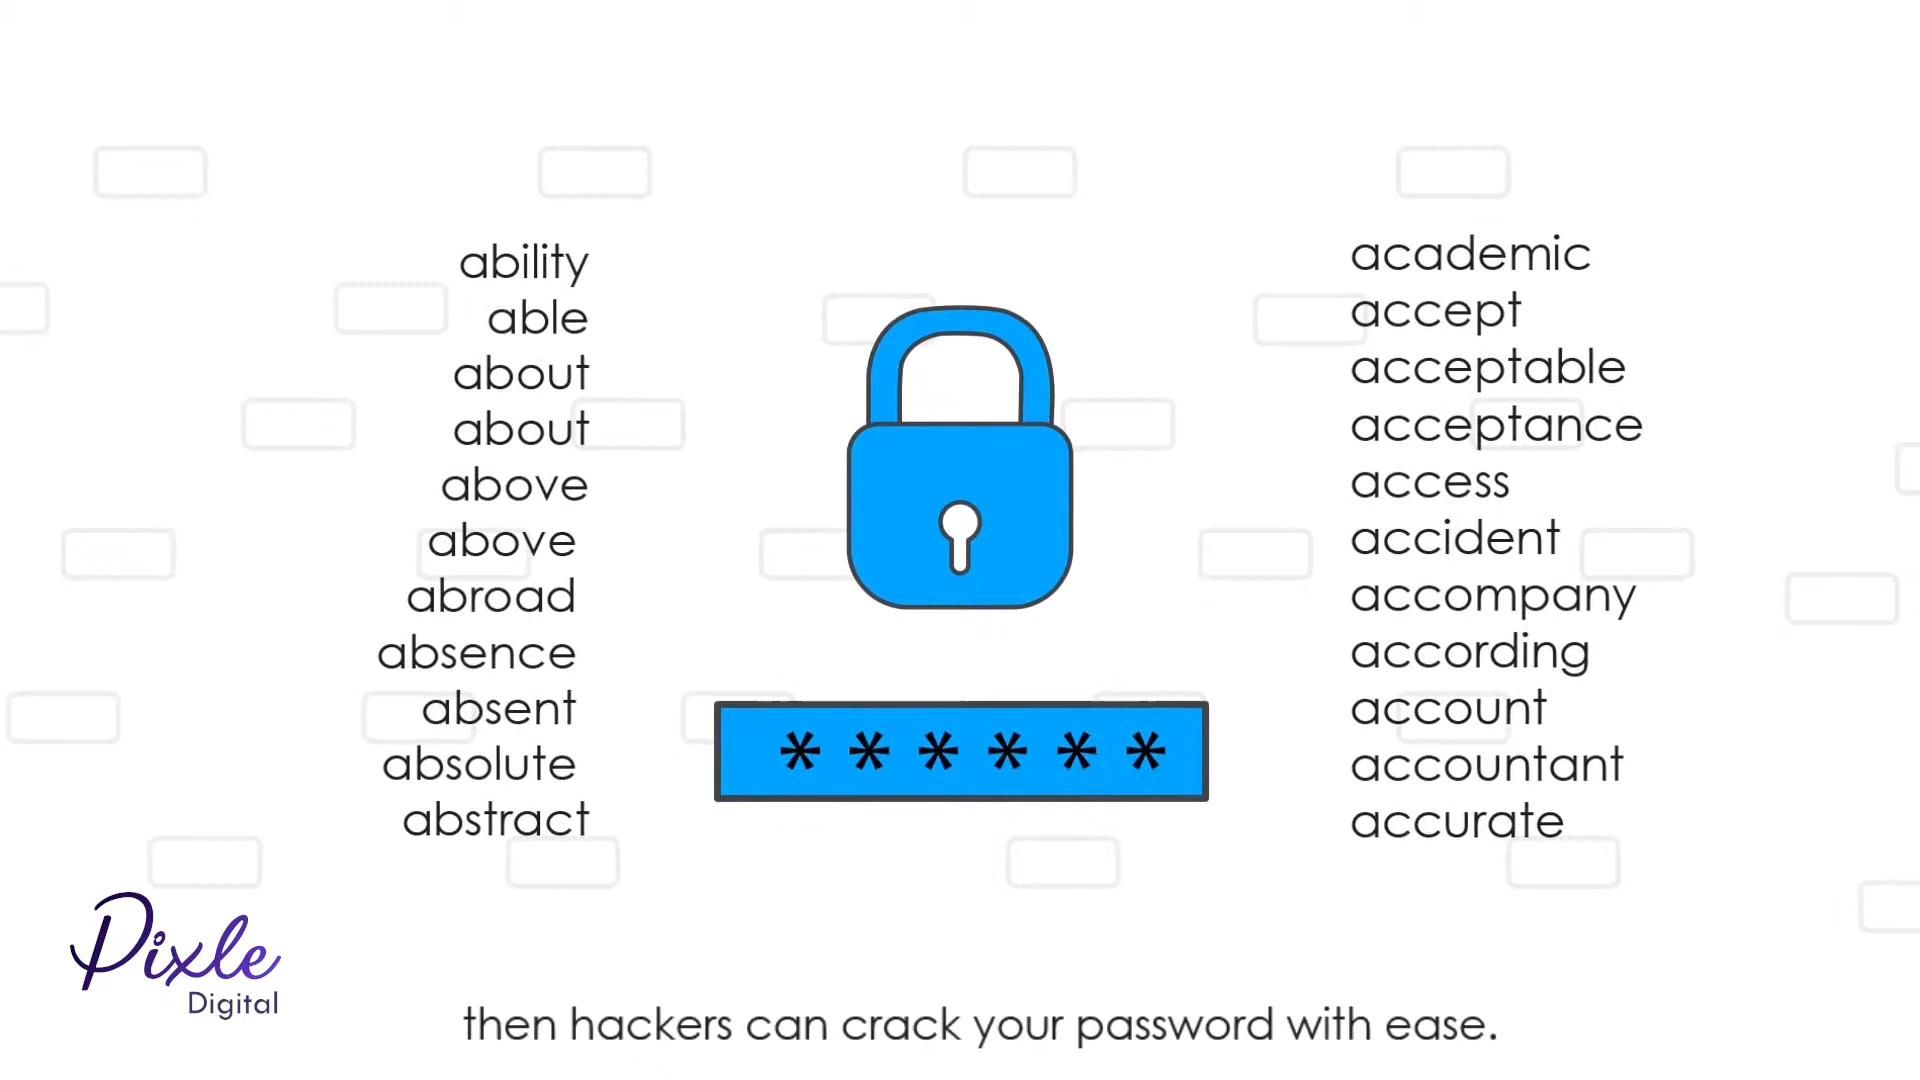 ability
able
about
about
above
above
abroad
absence
absent
absolute
abstract
academic
accept
acceptable
acceptance
access
accident
accompany
according
account
accountant
accurate
******
Pixle
Digital
then hackers can crack your password with ease.